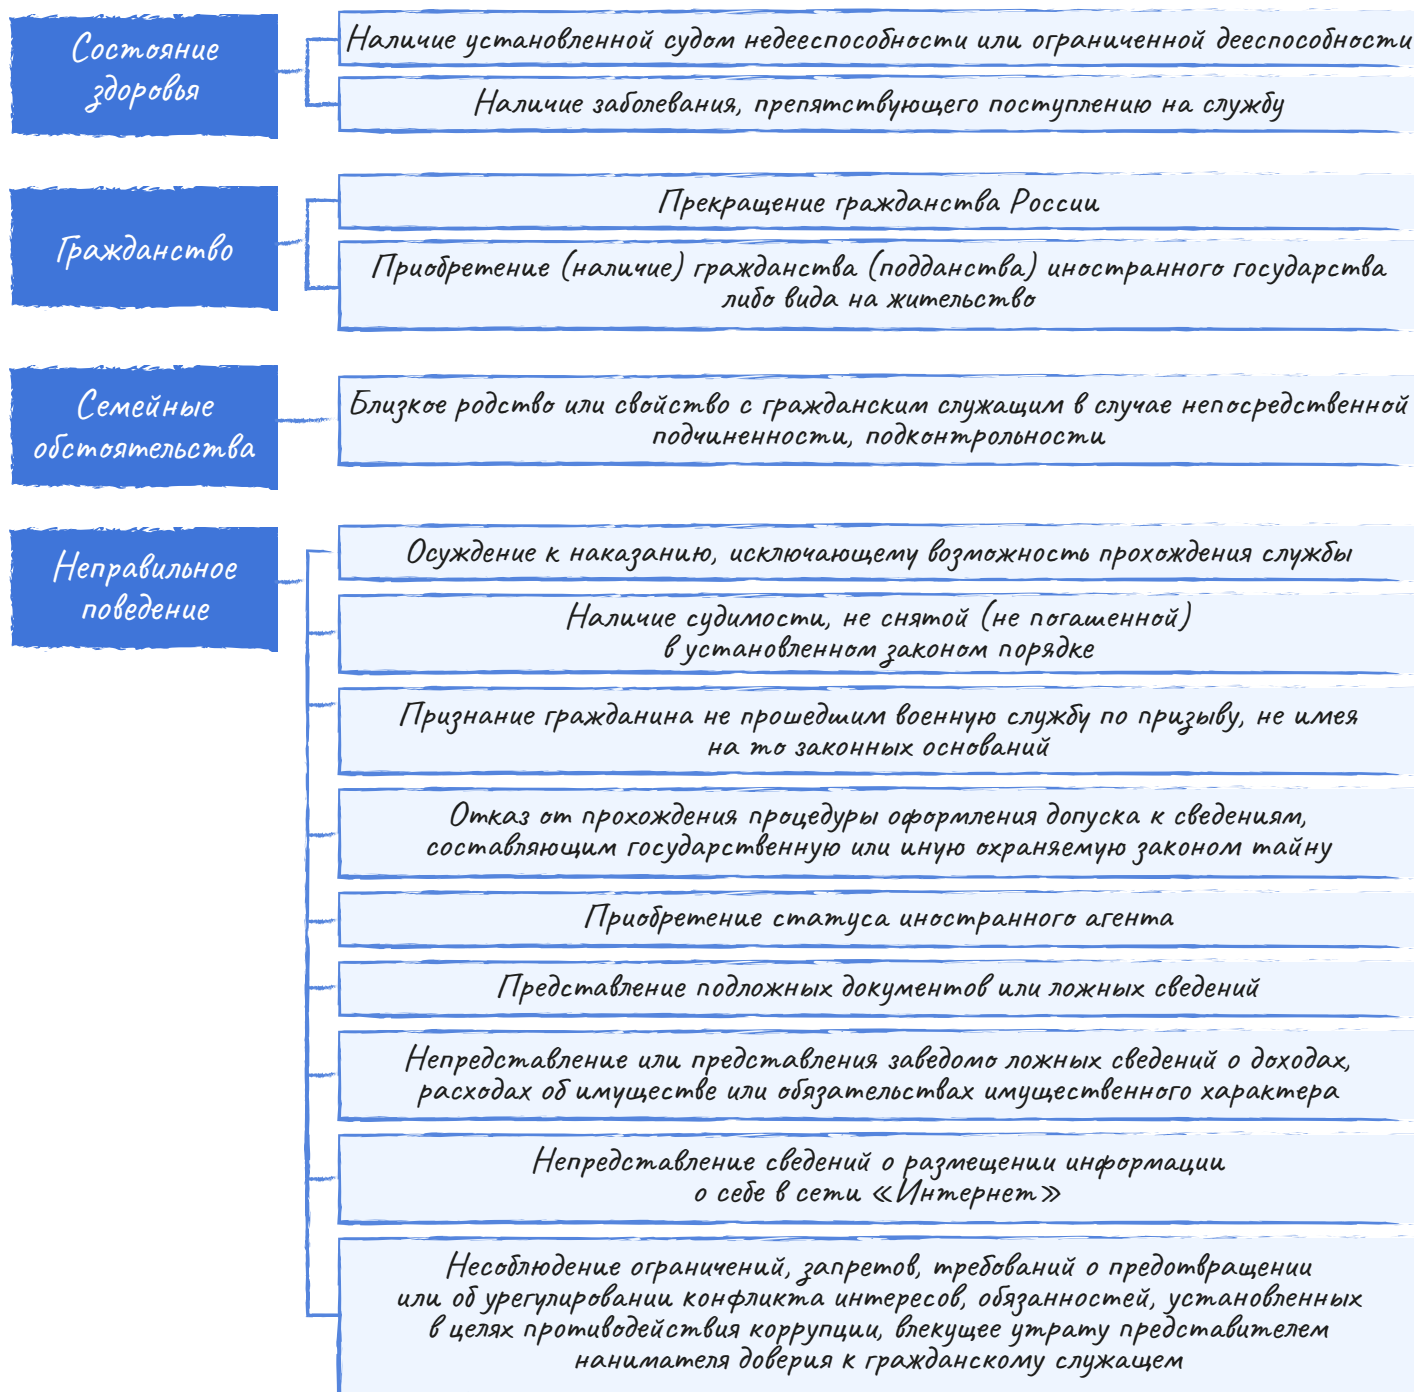 Состояние
здоровья
Наличие установленной судом недееспособности или ограниченной дееспособности
Наличие заболевания, препятствующего поступлению на службу
Гражданство
Прекращение гражданства России
Приобретение (наличие) гражданства (подданства) иностранного государства
либо вида на жительство
Семейные
обстоятельства
Близкое родство или свойство с гражданским служащим в случае непосредственной
подчиненности, подконтрольности
Неправильное
поведение
Осуждение к наказанию, исключающему возможность прохождения службы
Наличие судимости, не снятой (не погашенной)
в установленном законом порядке
Признание гражданина не прошедшим военную службу по призыву, не имея
на то законных оснований
Отказ от прохождения процедуры оформления допуска к сведениям,
составляющим государственную или иную охраняемую законом тайну
Приобретение статуса иностранного агента
Представление подложных документов или ложных сведений
Непредставление или представления заведомо ложных сведений о доходах,
расходах об имуществе или обязательствах имущественного характера
Непредставление сведений о размещении информации
о себе в сети «Интернет»
Несоблюдение ограничений, запретов, требований о предотвращении
или об урегулировании конфликта интересов, обязанностей, установленных
в целях противодействия коррупции, влекущее утрату представителем
нанимателя доверия к гражданскому служащем